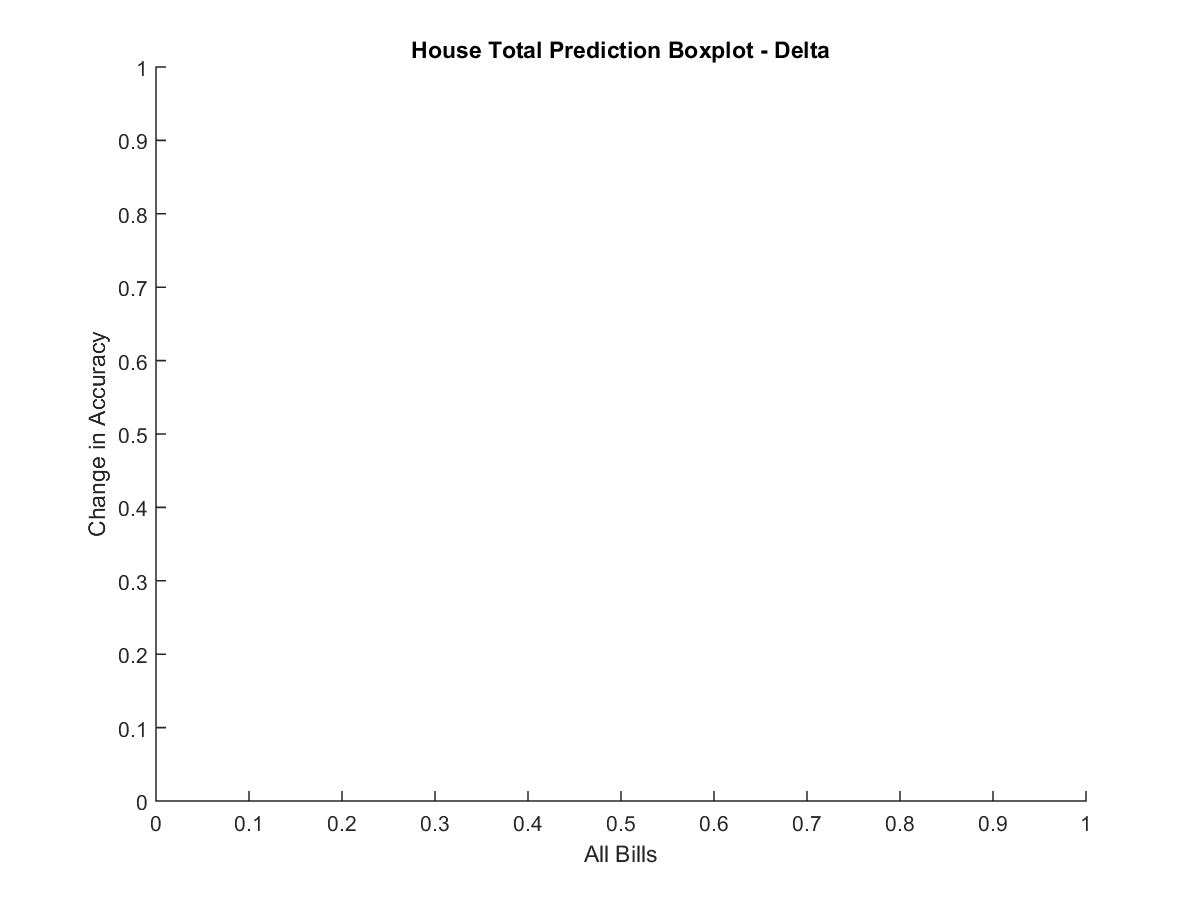 House Total Prediction Boxplot - Delta
1
0.9
0.8
0.7
0.6
0.5
0.4
0.3
0.2
0.1
0
Change in Accuracy
0 0.1 0.2 0.3 0.4 0.5 0.6 0.7 0.8 0.9 1
All Bills